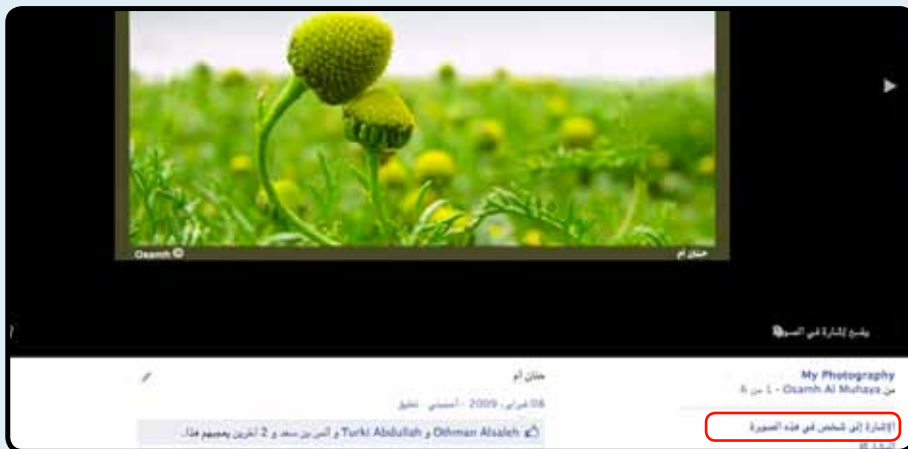 حنان أم
Osamh ©
وضع إشارة في الصورة
My Photography
من Osamh Al Muhaya - 1 من 6
حنان أم
08 فبراير، 2009 - أعجبني · تعليق
Othman Alsaleh و Turki Abdullah و أنس بن سعد و 2 آخرين يعجبهم هذا.
الإشارة إلى شخص في هذه الصورة
المشاركة